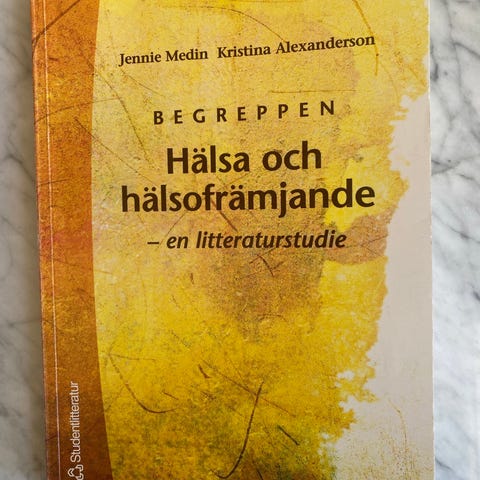 Jennie Medin Kristina Alexanderson
BEGREPPEN
Hälsa och
hälsofrämjande
– en litteraturstudie
Studentlitteratur